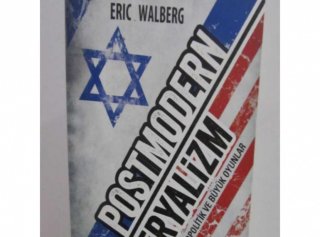 ERIC WALBERG
POSTMODERN
ERYALİZM
POLİTİK VE BÜYÜK OYUNLAR